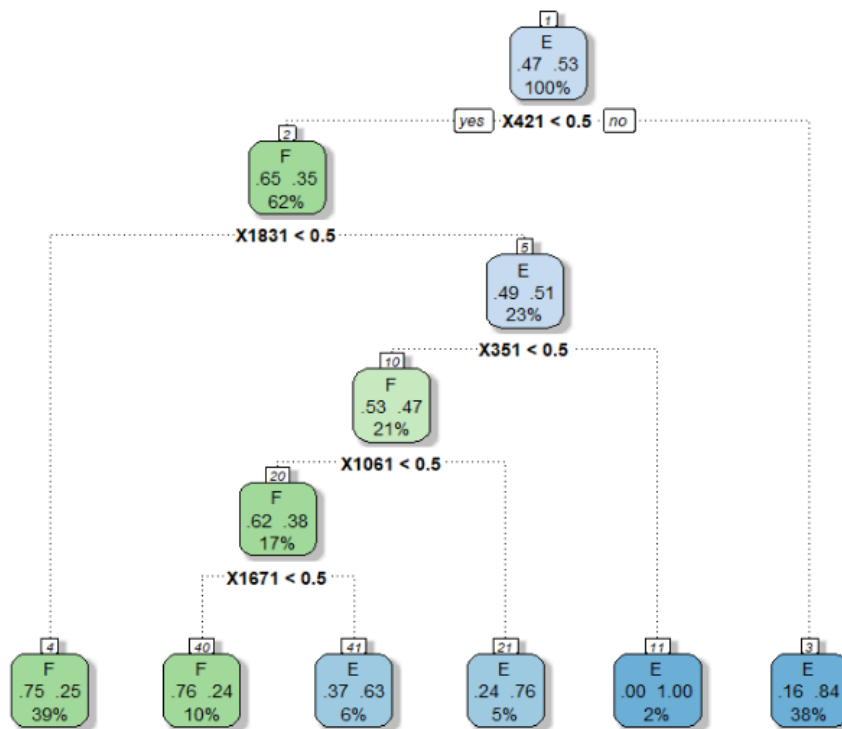 1
E
.47 .53
100%
yes X421 < 0.5 no
2
F
.65 .35
62%
X1831 < 0.5
5
E
.49 .51
23%
X351 < 0.5
10
F
.53 .47
21%
X1061 < 0.5
20
F
.62 .38
17%
X1671 < 0.5
4
F
.75 .25
39%
40
F
.76 .24
10%
41
E
.37 .63
6%
21
E
.24 .76
5%
11
E
.00 1.00
2%
3
E
.16 .84
38%